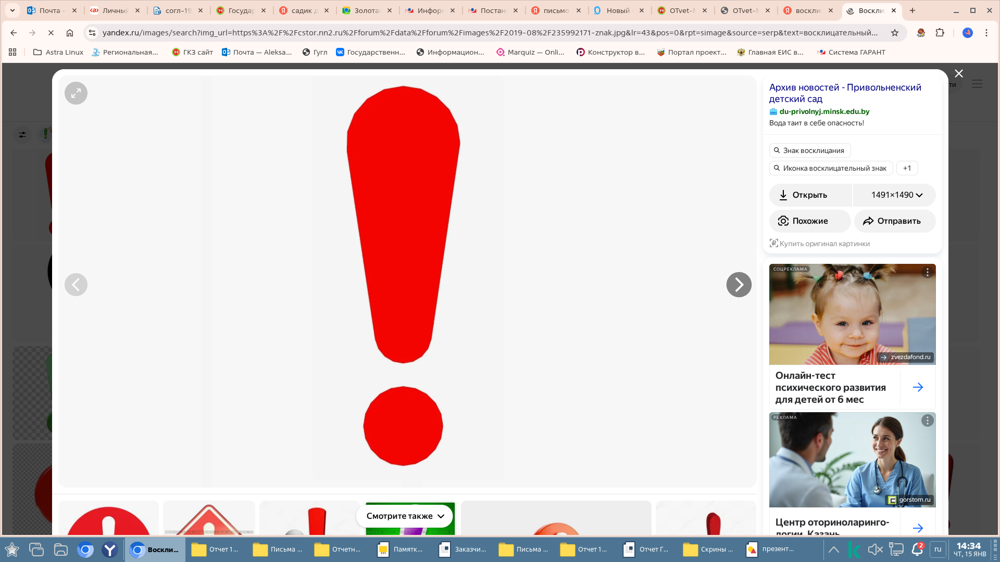 Почта –
Личный
согл-19
Государ
садик д
Золотая
Информ
Постан
письмо
Новый
OTvet-M
OTvet-M
воскли
Воскли
yandex.ru/images/search?img_url=https%3A%2F%2Fcstor.nn2.ru%2Fforum%2Fdata%2Fforum%2Fimages%2F2019-08%2F235992171-znak.jpg&lr=43&pos=0&rpt=simage&source=serp&text=восклицательный...
Astra Linux
Региональная...
ГКЗ сайт
Почта — Aleksa...
Гугл
Государственн...
Информацион...
Marquiz — Onli...
Конструктор в...
Портал проект...
Главная ЕИС в...
Система ГАРАНТ
ти
Архив новостей - Привольненский
детский сад
du-privolnyj.minsk.edu.by
Вода таит в себе опасность!
Знак восклицания
Иконка восклицательный знак
+1
Открыть
1491×1490
Похожие
Отправить
Купить оригинал картинки
СОЦРЕКЛАМА
zvezdafond.ru
Онлайн-тест
психического развития
для детей от 6 мес
РЕКЛАМА
gorstom.ru
Центр оториноларинго-
логии. Казань
Смотрите также
Воскли...
Отчет 1...
Письма ...
Отчетн...
Памятк...
Заказчи...
Письма ...
Отчет 1...
Отчет Г...
Скрины ...
презент...
2
ru
14:34
ЧТ, 15 ЯНВ